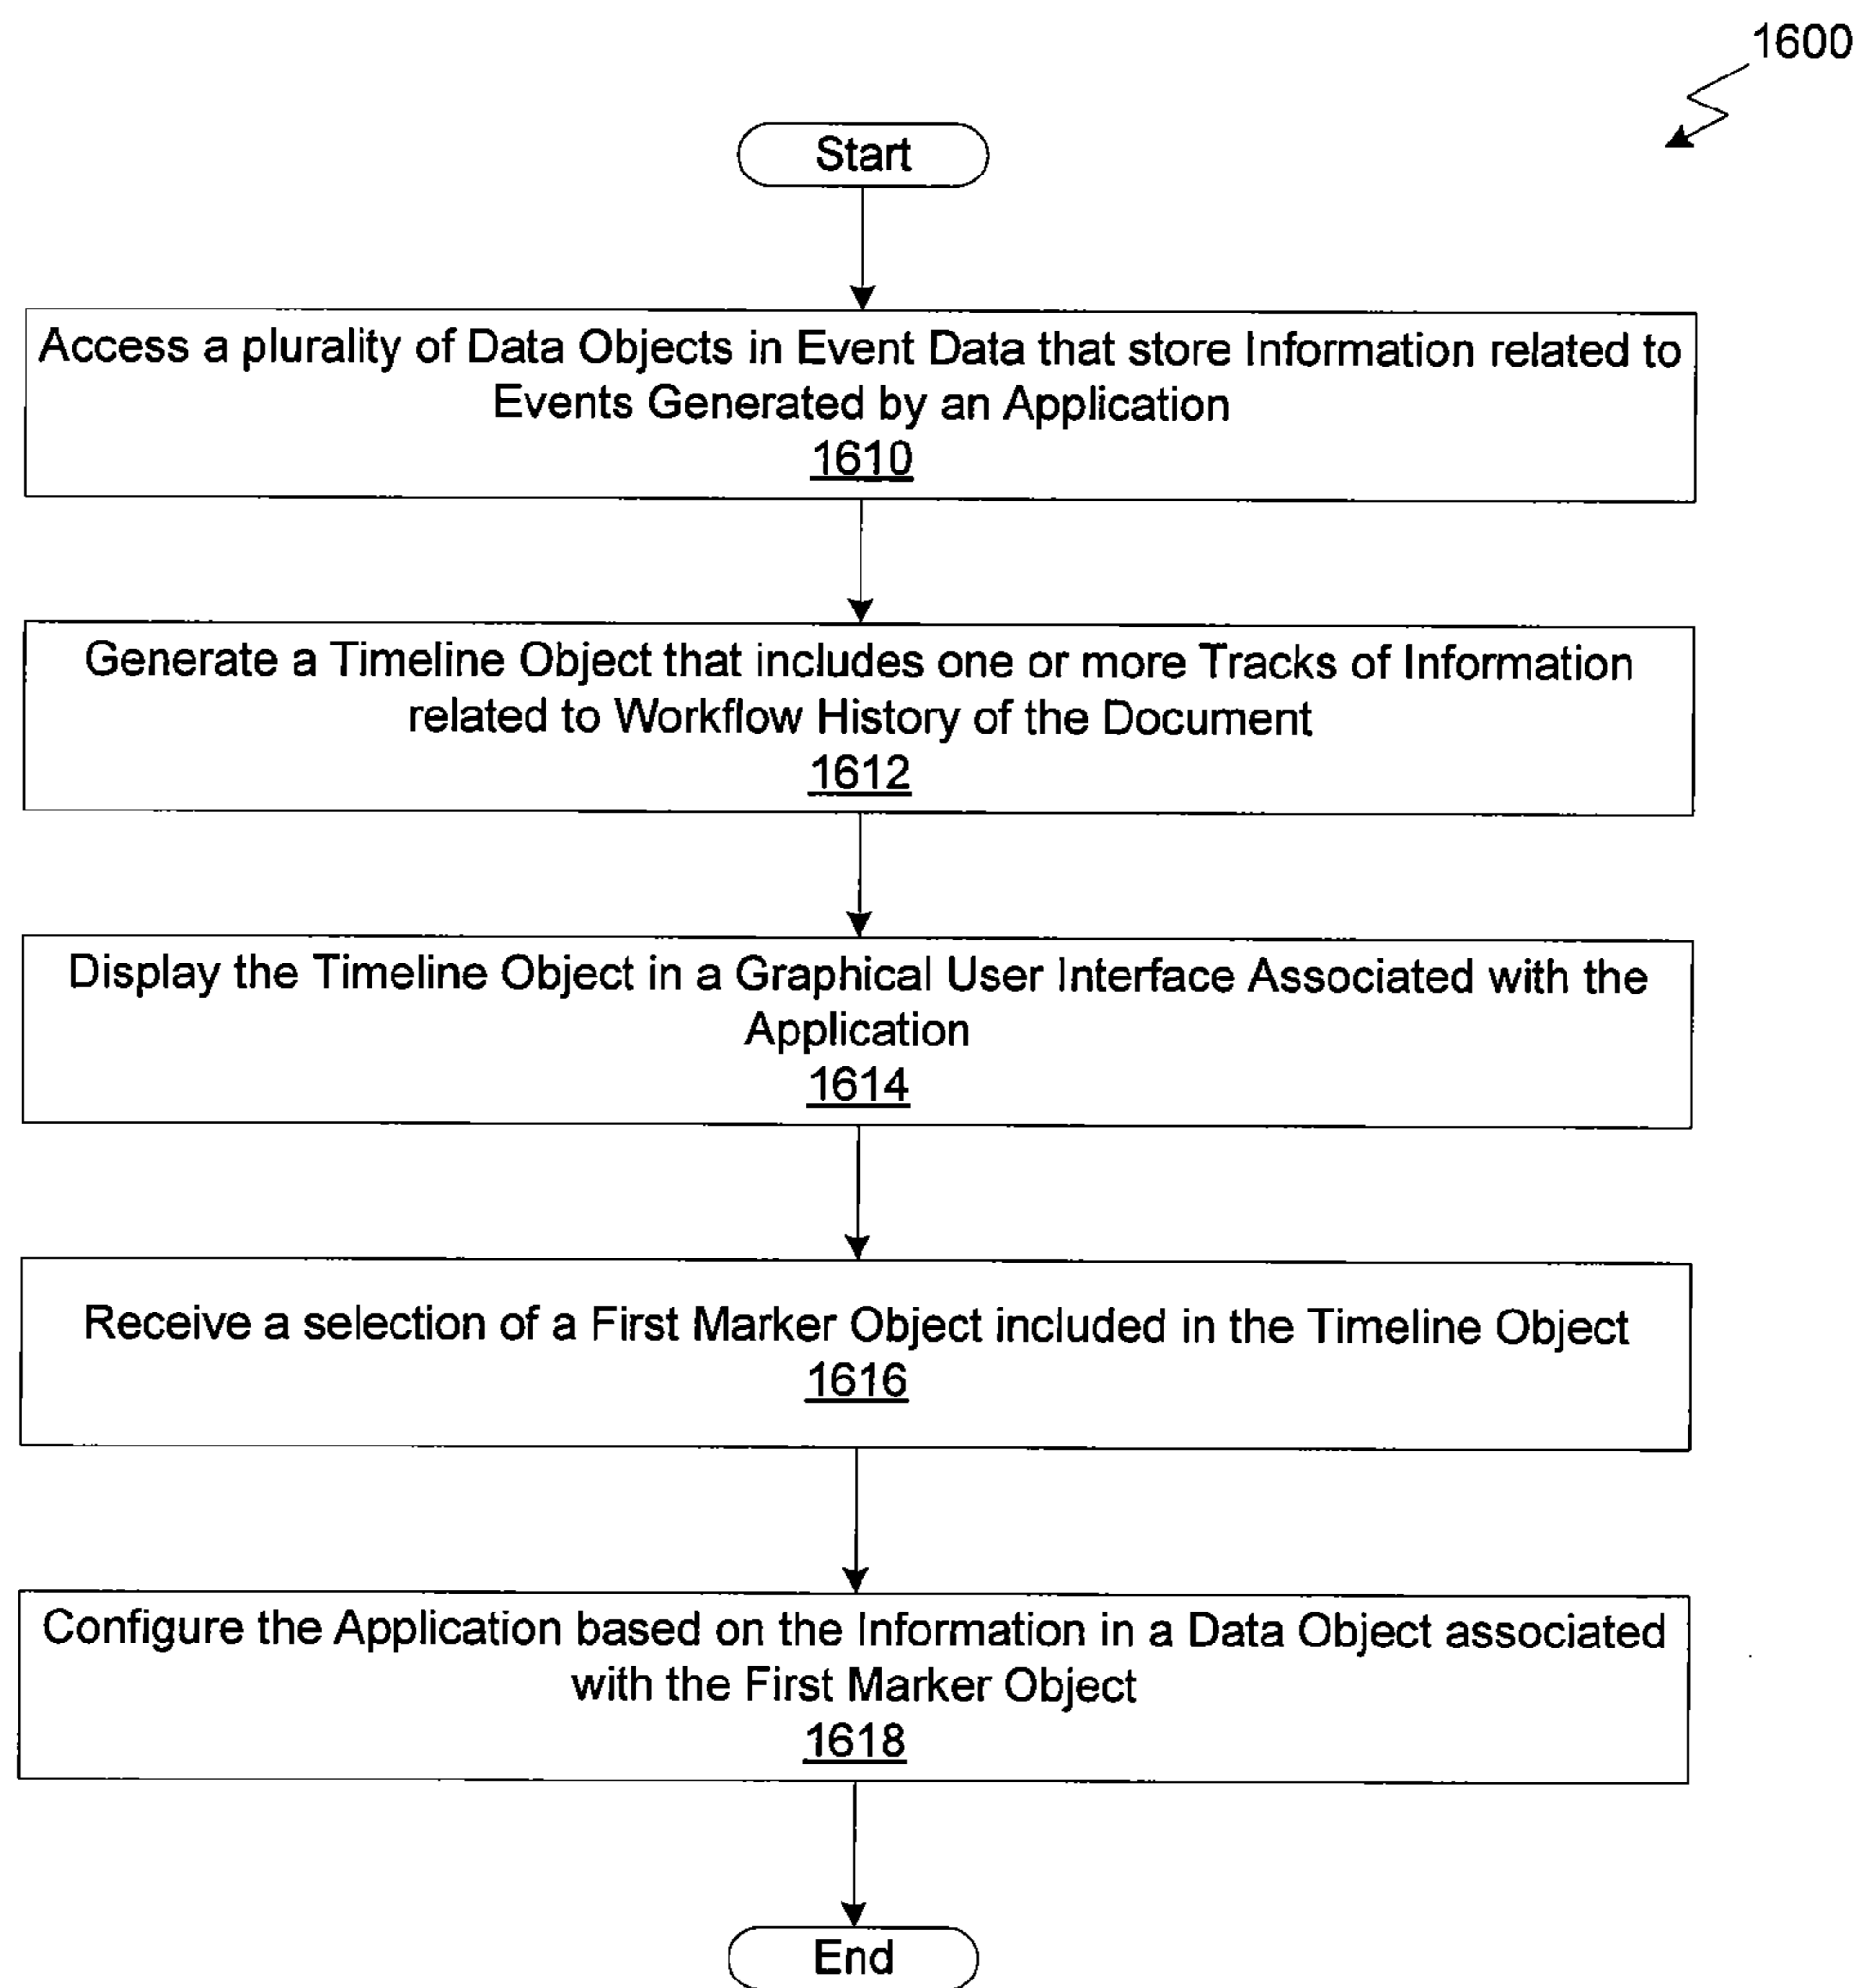 1600
Start
Access a plurality of Data Objects in Event Data that store Information related to
Events Generated by an Application
1610
Generate a Timeline Object that includes one or more Tracks of Information
related to Workflow History of the Document
1612
Display the Timeline Object in a Graphical User Interface Associated with the
Application
1614
Receive a selection of a First Marker Object included in the Timeline Object
1616
Configure the Application based on the Information in a Data Object associated
with the First Marker Object
1618
End